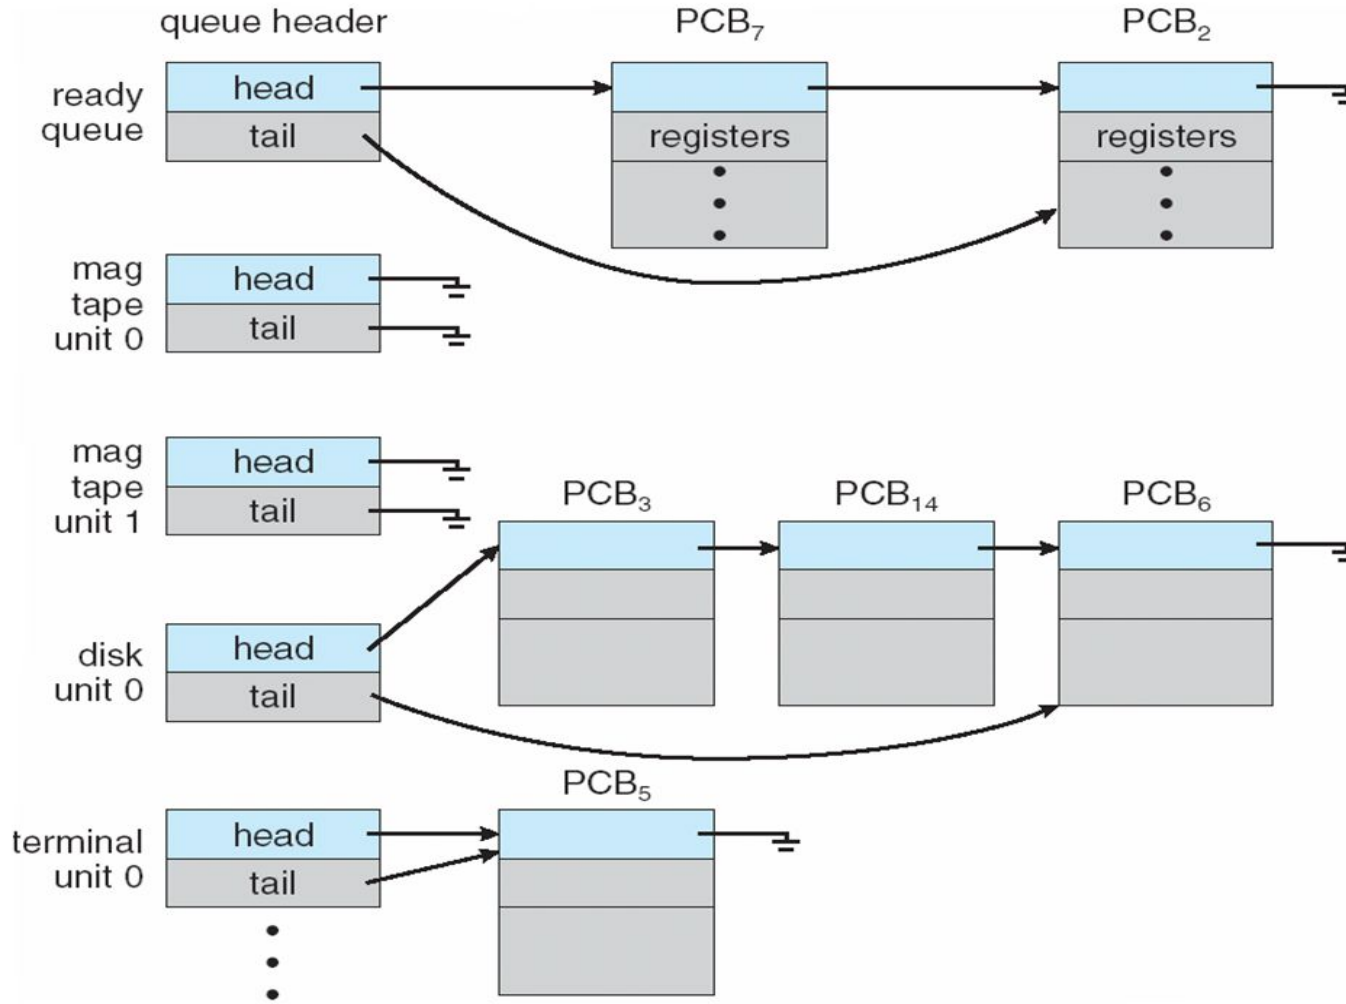 queue header
PCB₇
PCB₂
ready
queue
head
tail
registers
registers
mag
tape
unit 0
head
tail
mag
tape
unit 1
head
tail
PCB₃
PCB₁₄
PCB₆
disk
unit 0
head
tail
PCB₅
terminal
unit 0
head
tail